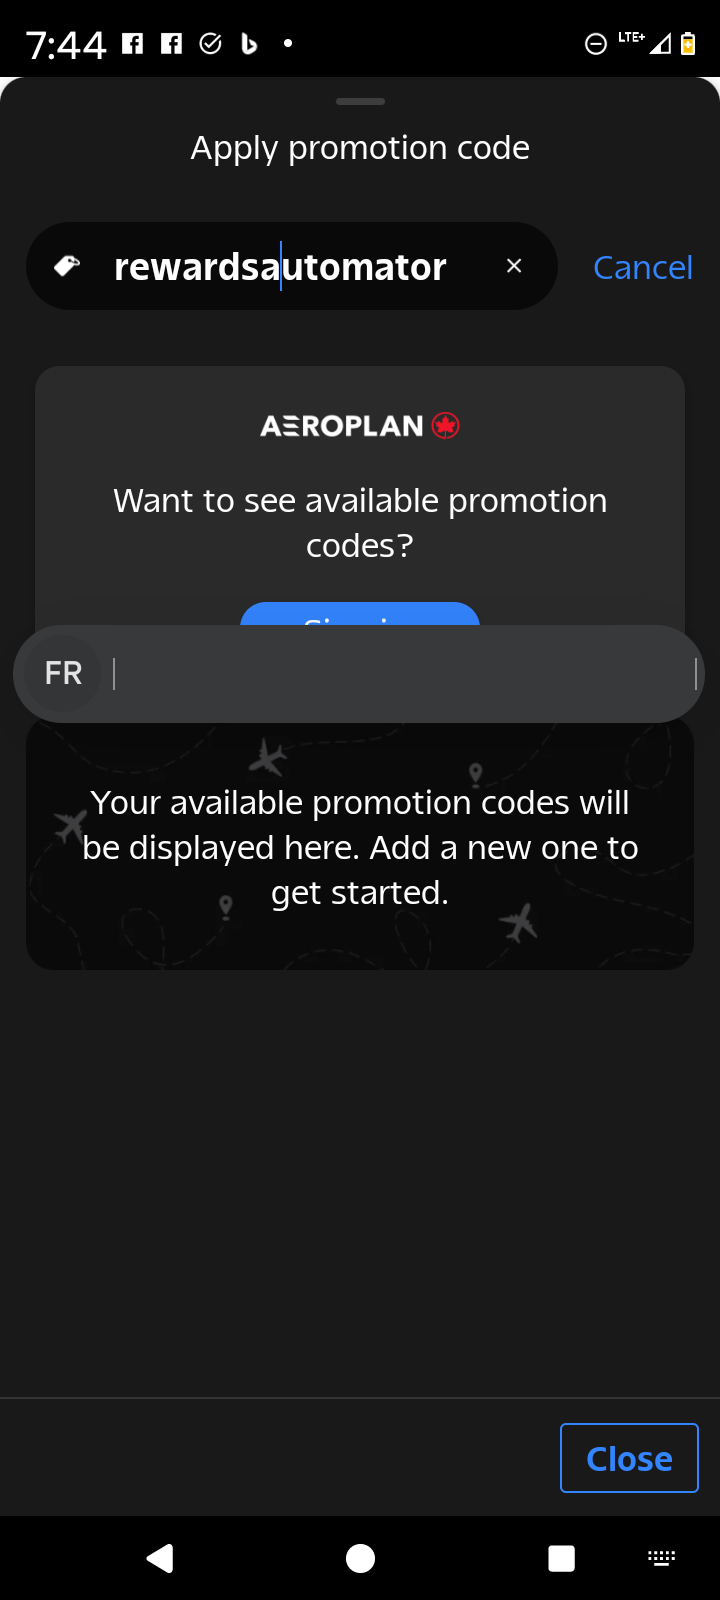 7:44
LTE+
Apply promotion code
rewardsautomator
Cancel
AEROPLAN
Want to see available promotion
codes?
FR
Your available promotion codes will
be displayed here. Add a new one to
get started.
Close